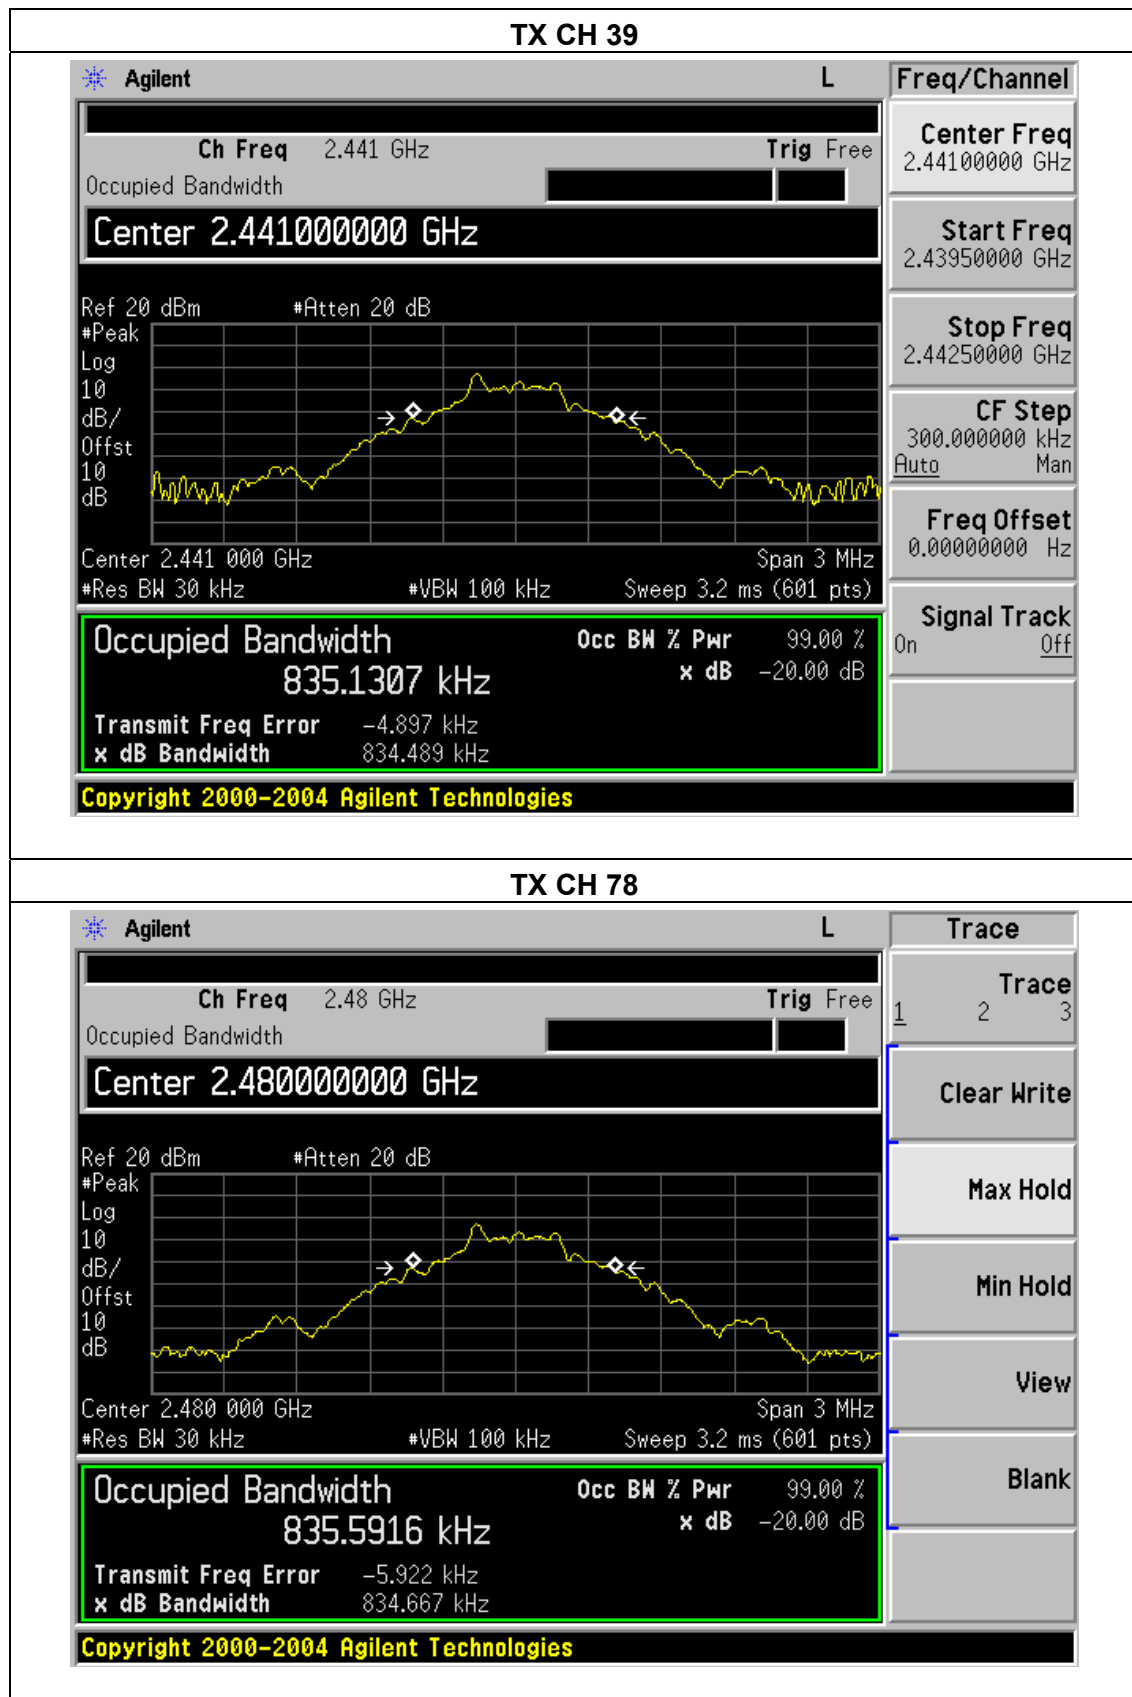 TX CH 39
Agilent L Freq/Channel
Ch Freq 2.441 GHz Trig Free
Occupied Bandwidth
Center 2.441000000 GHz
Ref 20 dBm #Atten 20 dB
#Peak
Log
10
dB/
Offst
10
dB
Center 2.441 000 GHz Span 3 MHz
#Res BW 30 kHz #VBW 100 kHz Sweep 3.2 ms (601 pts)
Occupied Bandwidth Occ BW % Pwr 99.00 %
835.1307 kHz x dB -20.00 dB
Transmit Freq Error -4.897 kHz
x dB Bandwidth 834.489 kHz
Copyright 2000-2004 Agilent Technologies
Center Freq
2.44100000 GHz
Start Freq
2.43950000 GHz
Stop Freq
2.44250000 GHz
CF Step
300.000000 kHz
Auto Man
Freq Offset
0.00000000 Hz
Signal Track
On Off
TX CH 78
Agilent L Trace
Ch Freq 2.48 GHz Trig Free
Occupied Bandwidth
Center 2.480000000 GHz
Ref 20 dBm #Atten 20 dB
#Peak
Log
10
dB/
Offst
10
dB
Center 2.480 000 GHz Span 3 MHz
#Res BW 30 kHz #VBW 100 kHz Sweep 3.2 ms (601 pts)
Occupied Bandwidth Occ BW % Pwr 99.00 %
835.5916 kHz x dB -20.00 dB
Transmit Freq Error -5.922 kHz
x dB Bandwidth 834.667 kHz
Copyright 2000-2004 Agilent Technologies
Trace
1 2 3
Clear Write
Max Hold
Min Hold
View
Blank